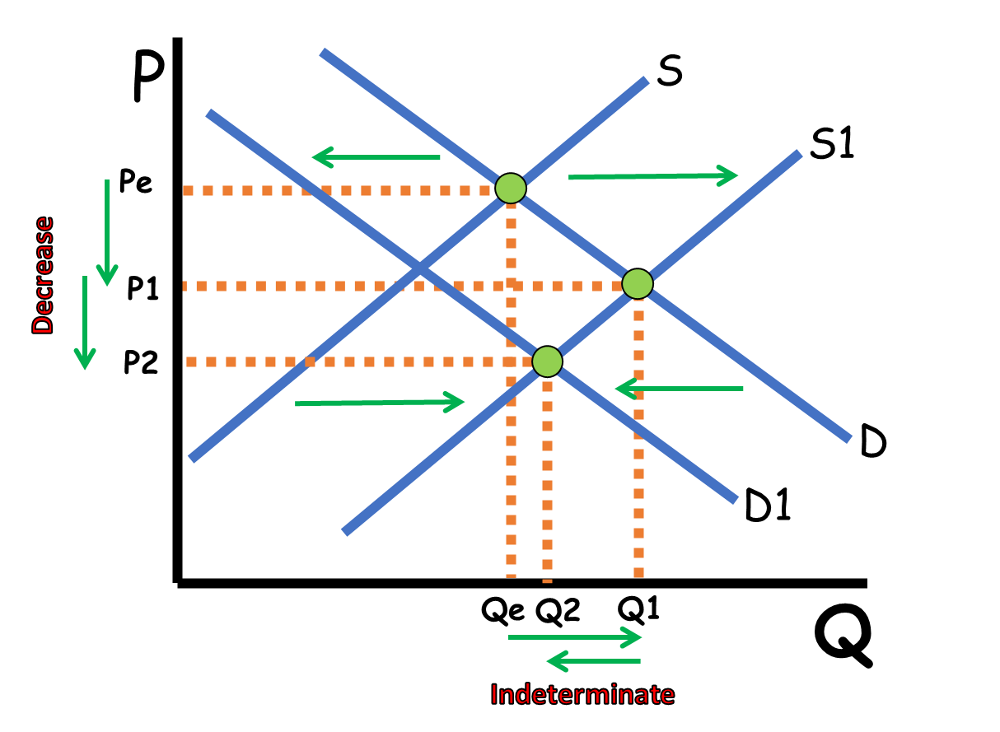 P
S
S1
Pe
Decrease
P1
P2
D
D1
Qe Q2 Q1
Q
Indeterminate